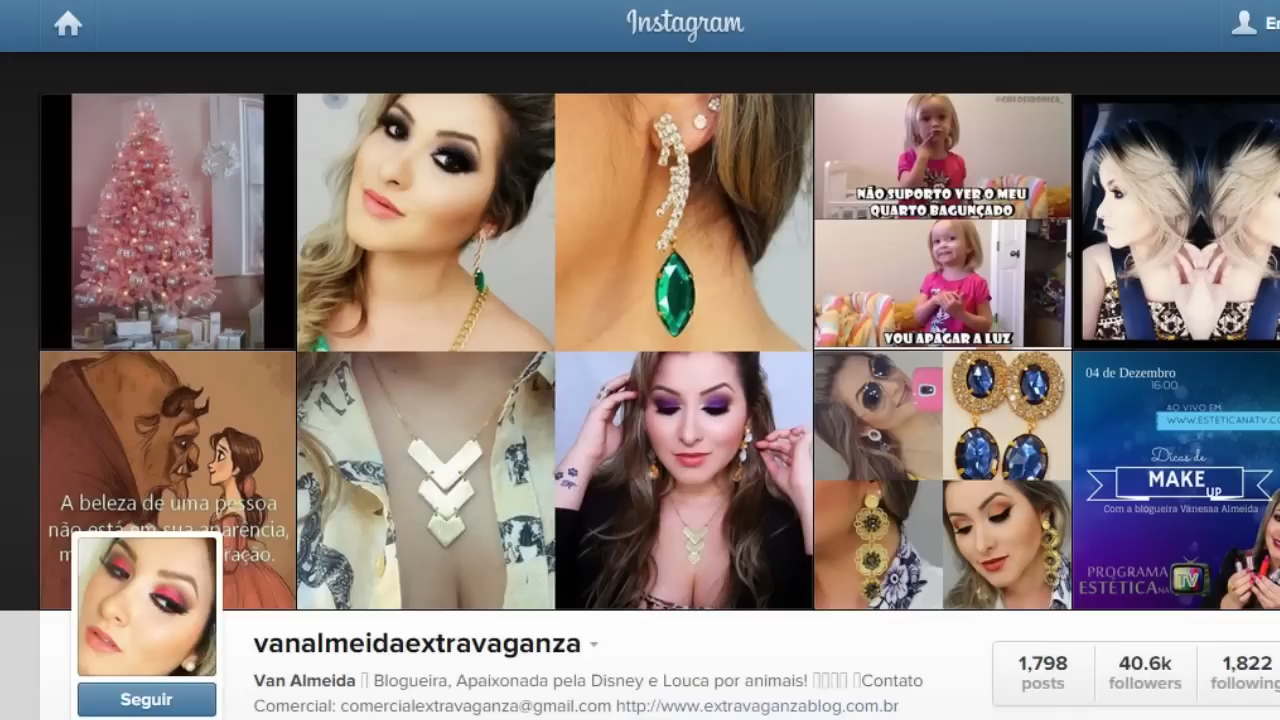 Instagram
@CHLOEIRONICA_
NÃO SUPORTO VER O MEU
QUARTO BAGUNÇADO
VOU APAGAR A LUZ
A beleza de uma pessoa
não está em sua aparência,
ração.
04 de Dezembro
16:00
AO VIVO EM
Dicas de
MAKE
UP
Com a blogueira Vanessa Almeida
PROGRAMA
ESTÉTICA NA TV
vanalmeidaextravaganza
Van Almeida Blogueira, Apaixonada pela Disney e Louca por animais! Contato
Comercial: comercialextravaganza@gmail.com http://www.extravaganzablog.com.br
Seguir
1,798 40.6k 1,822
posts followers following